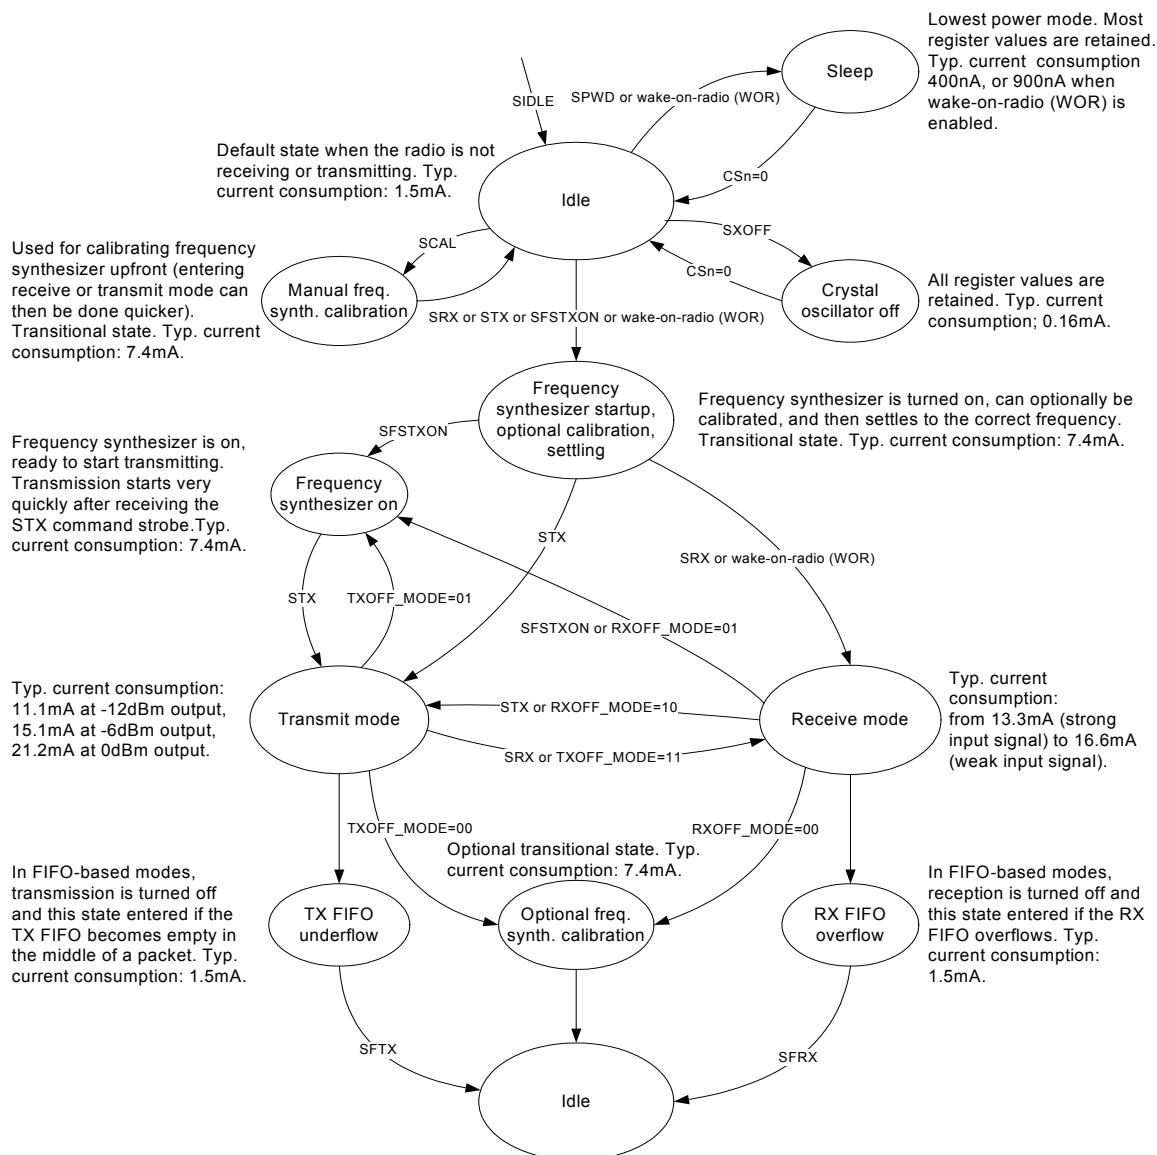 Lowest power mode. Most
register values are retained.
Typ. current consumption
400nA, or 900nA when
wake-on-radio (WOR) is
enabled.
Sleep
SIDLE
SPWD or wake-on-radio (WOR)
Default state when the radio is not
receiving or transmitting. Typ.
current consumption: 1.5mA.
Idle
CSn=0
SXOFF
SCAL
CSn=0
Used for calibrating frequency
synthesizer upfront (entering
receive or transmit mode can
then be done quicker).
Transitional state. Typ. current
consumption: 7.4mA.
Manual freq.
synth. calibration
Crystal
oscillator off
All register values are
retained. Typ. current
consumption; 0.16mA.
SRX or STX or SFSTXON or wake-on-radio (WOR)
Frequency
synthesizer startup,
optional calibration,
settling
Frequency synthesizer is turned on, can optionally be
calibrated, and then settles to the correct frequency.
Transitional state. Typ. current consumption: 7.4mA.
SFSTXON
Frequency synthesizer is on,
ready to start transmitting.
Transmission starts very
quickly after receiving the
STX command strobe.Typ.
current consumption: 7.4mA.
Frequency
synthesizer on
STX
SRX or wake-on-radio (WOR)
STX
TXOFF_MODE=01
SFSTXON or RXOFF_MODE=01
Typ. current consumption:
11.1mA at -12dBm output,
15.1mA at -6dBm output,
21.2mA at 0dBm output.
Transmit mode
STX or RXOFF_MODE=10
SRX or TXOFF_MODE=11
Receive mode
Typ. current
consumption:
from 13.3mA (strong
input signal) to 16.6mA
(weak input signal).
TXOFF_MODE=00
RXOFF_MODE=00
Optional transitional state. Typ.
current consumption: 7.4mA.
In FIFO-based modes,
transmission is turned off
and this state entered if the
TX FIFO becomes empty in
the middle of a packet. Typ.
current consumption: 1.5mA.
TX FIFO
underflow
Optional freq.
synth. calibration
RX FIFO
overflow
In FIFO-based modes,
reception is turned off and
this state entered if the RX
FIFO overflows. Typ.
current consumption:
1.5mA.
SFTX
SFRX
Idle